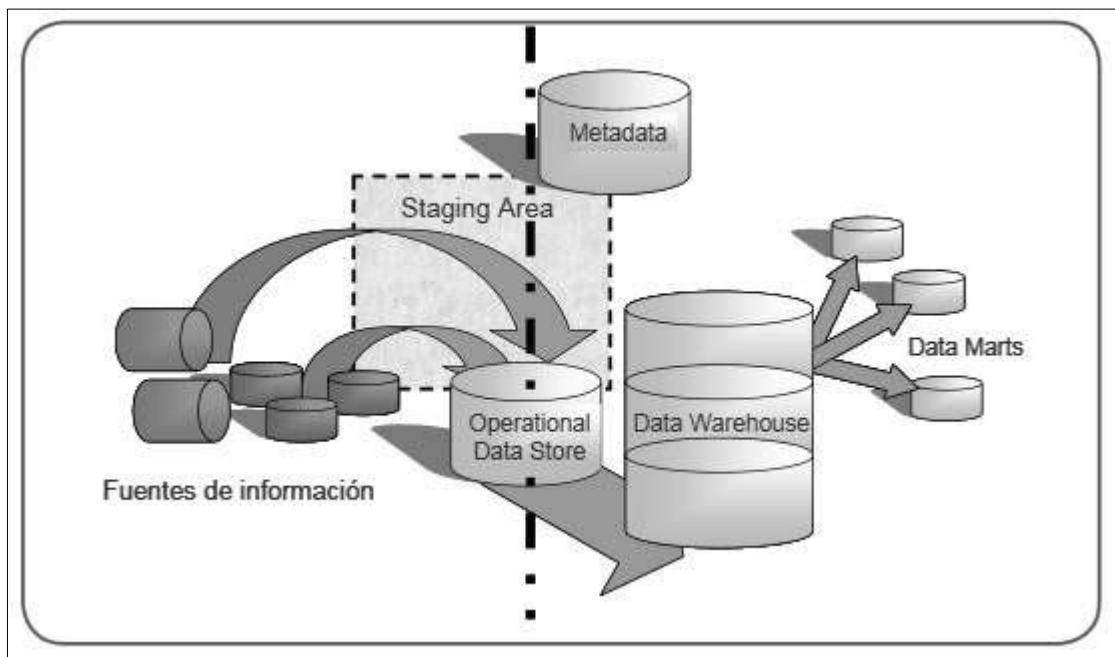 Metadata
Staging Area
Operational
Data Store
Data Warehouse
Data Marts
Fuentes de información